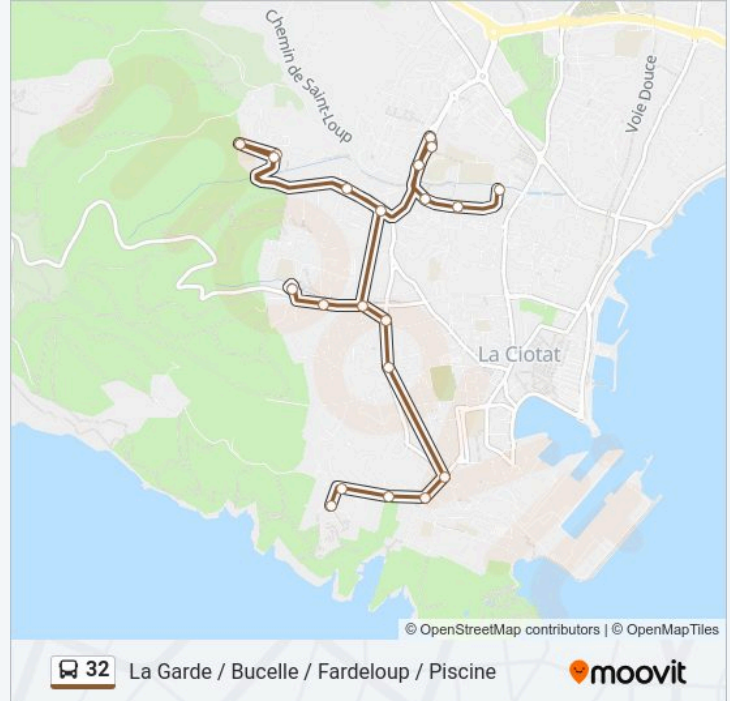 Chemin de Saint-Loup
Voie Douce
La Ciotat
© OpenStreetMap contributors | © OpenMapTiles
32 La Garde / Bucelle / Fardeloup / Piscine
moovit